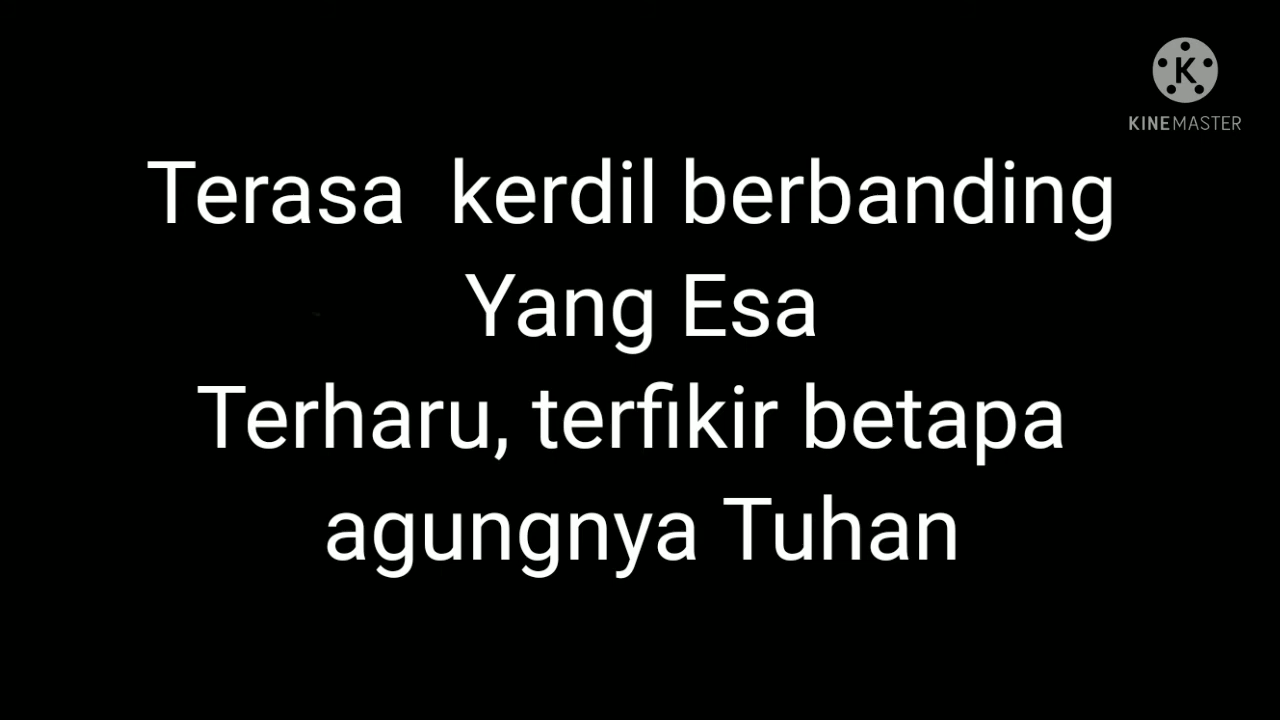 K
KINEMASTER
Terasa kerdil berbanding
Yang Esa
Terharu, terfikir betapa
agungnya Tuhan